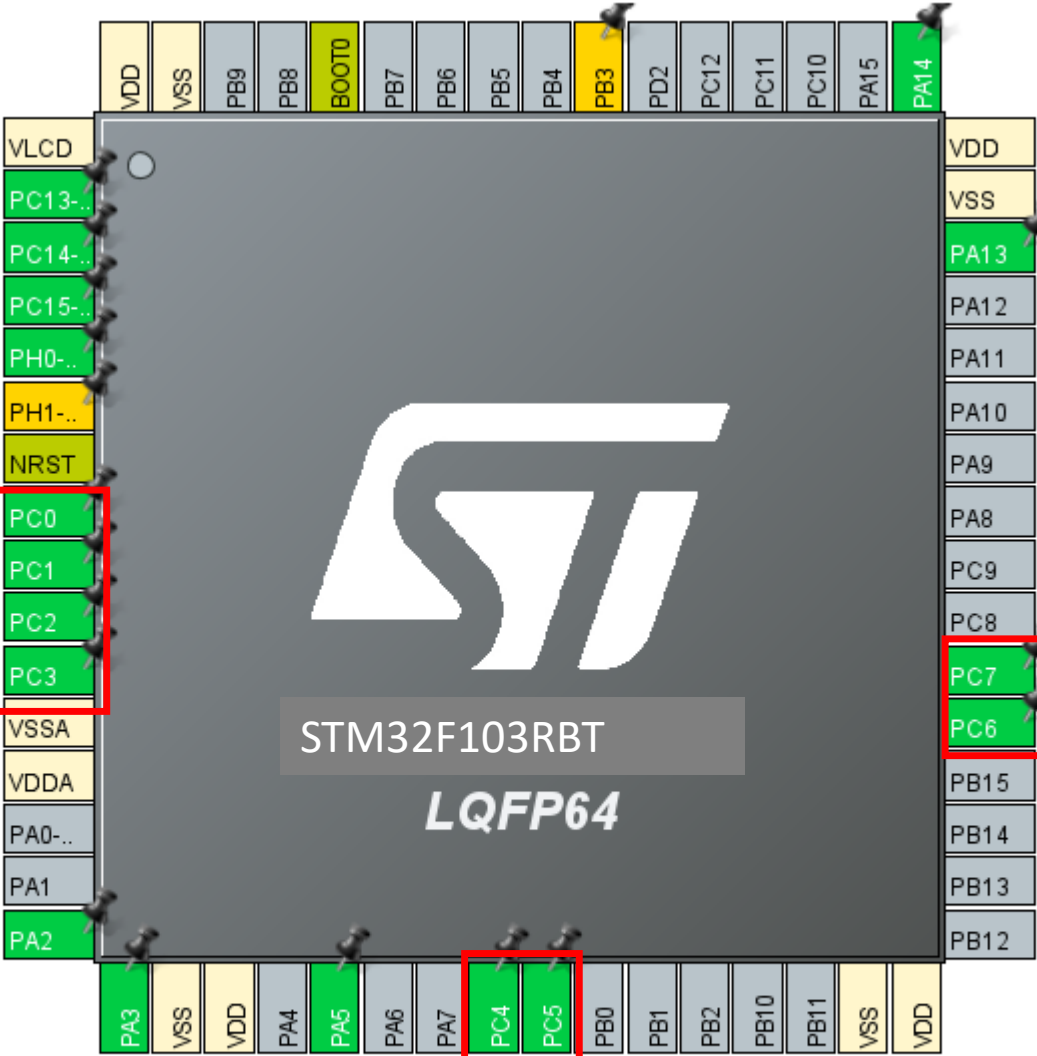 VDD
VSS
PB9
PB8
BOOT0
PB7
PB6
PB5
PB4
PB3
PD2
PC12
PC11
PC10
PA15
PA14
VLCD
PC13-..
PC14-..
PC15-..
PH0-..
PH1-..
NRST
PC0
PC1
PC2
PC3
VSSA
VDDA
PA0-..
PA1
PA2
VDD
VSS
PA13
PA12
PA11
PA10
PA9
PA8
PC9
PC8
PC7
PC6
PB15
PB14
PB13
PB12
ST
STM32F103RBT
LQFP64
PA3
VSS
VDD
PA4
PA5
PA6
PA7
PC4
PC5
PB0
PB1
PB2
PB10
PB11
VSS
VDD